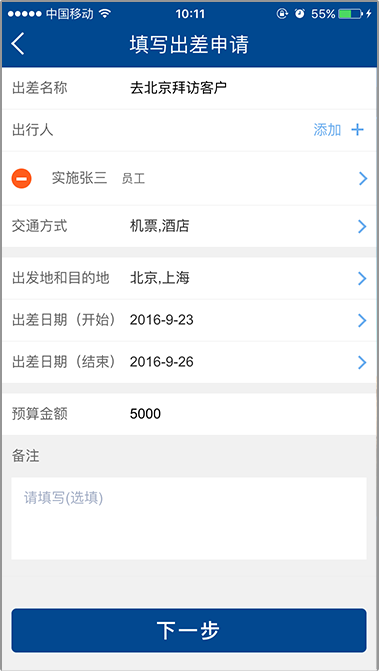 中国移动 10:11 55%
填写出差申请
出差名称 去北京拜访客户
出行人 添加 +
实施张三 员工
交通方式 机票,酒店
出发地和目的地 北京,上海
出差日期（开始） 2016-9-23
出差日期（结束） 2016-9-26
预算金额 5000
备注
请填写(选填)
下一步